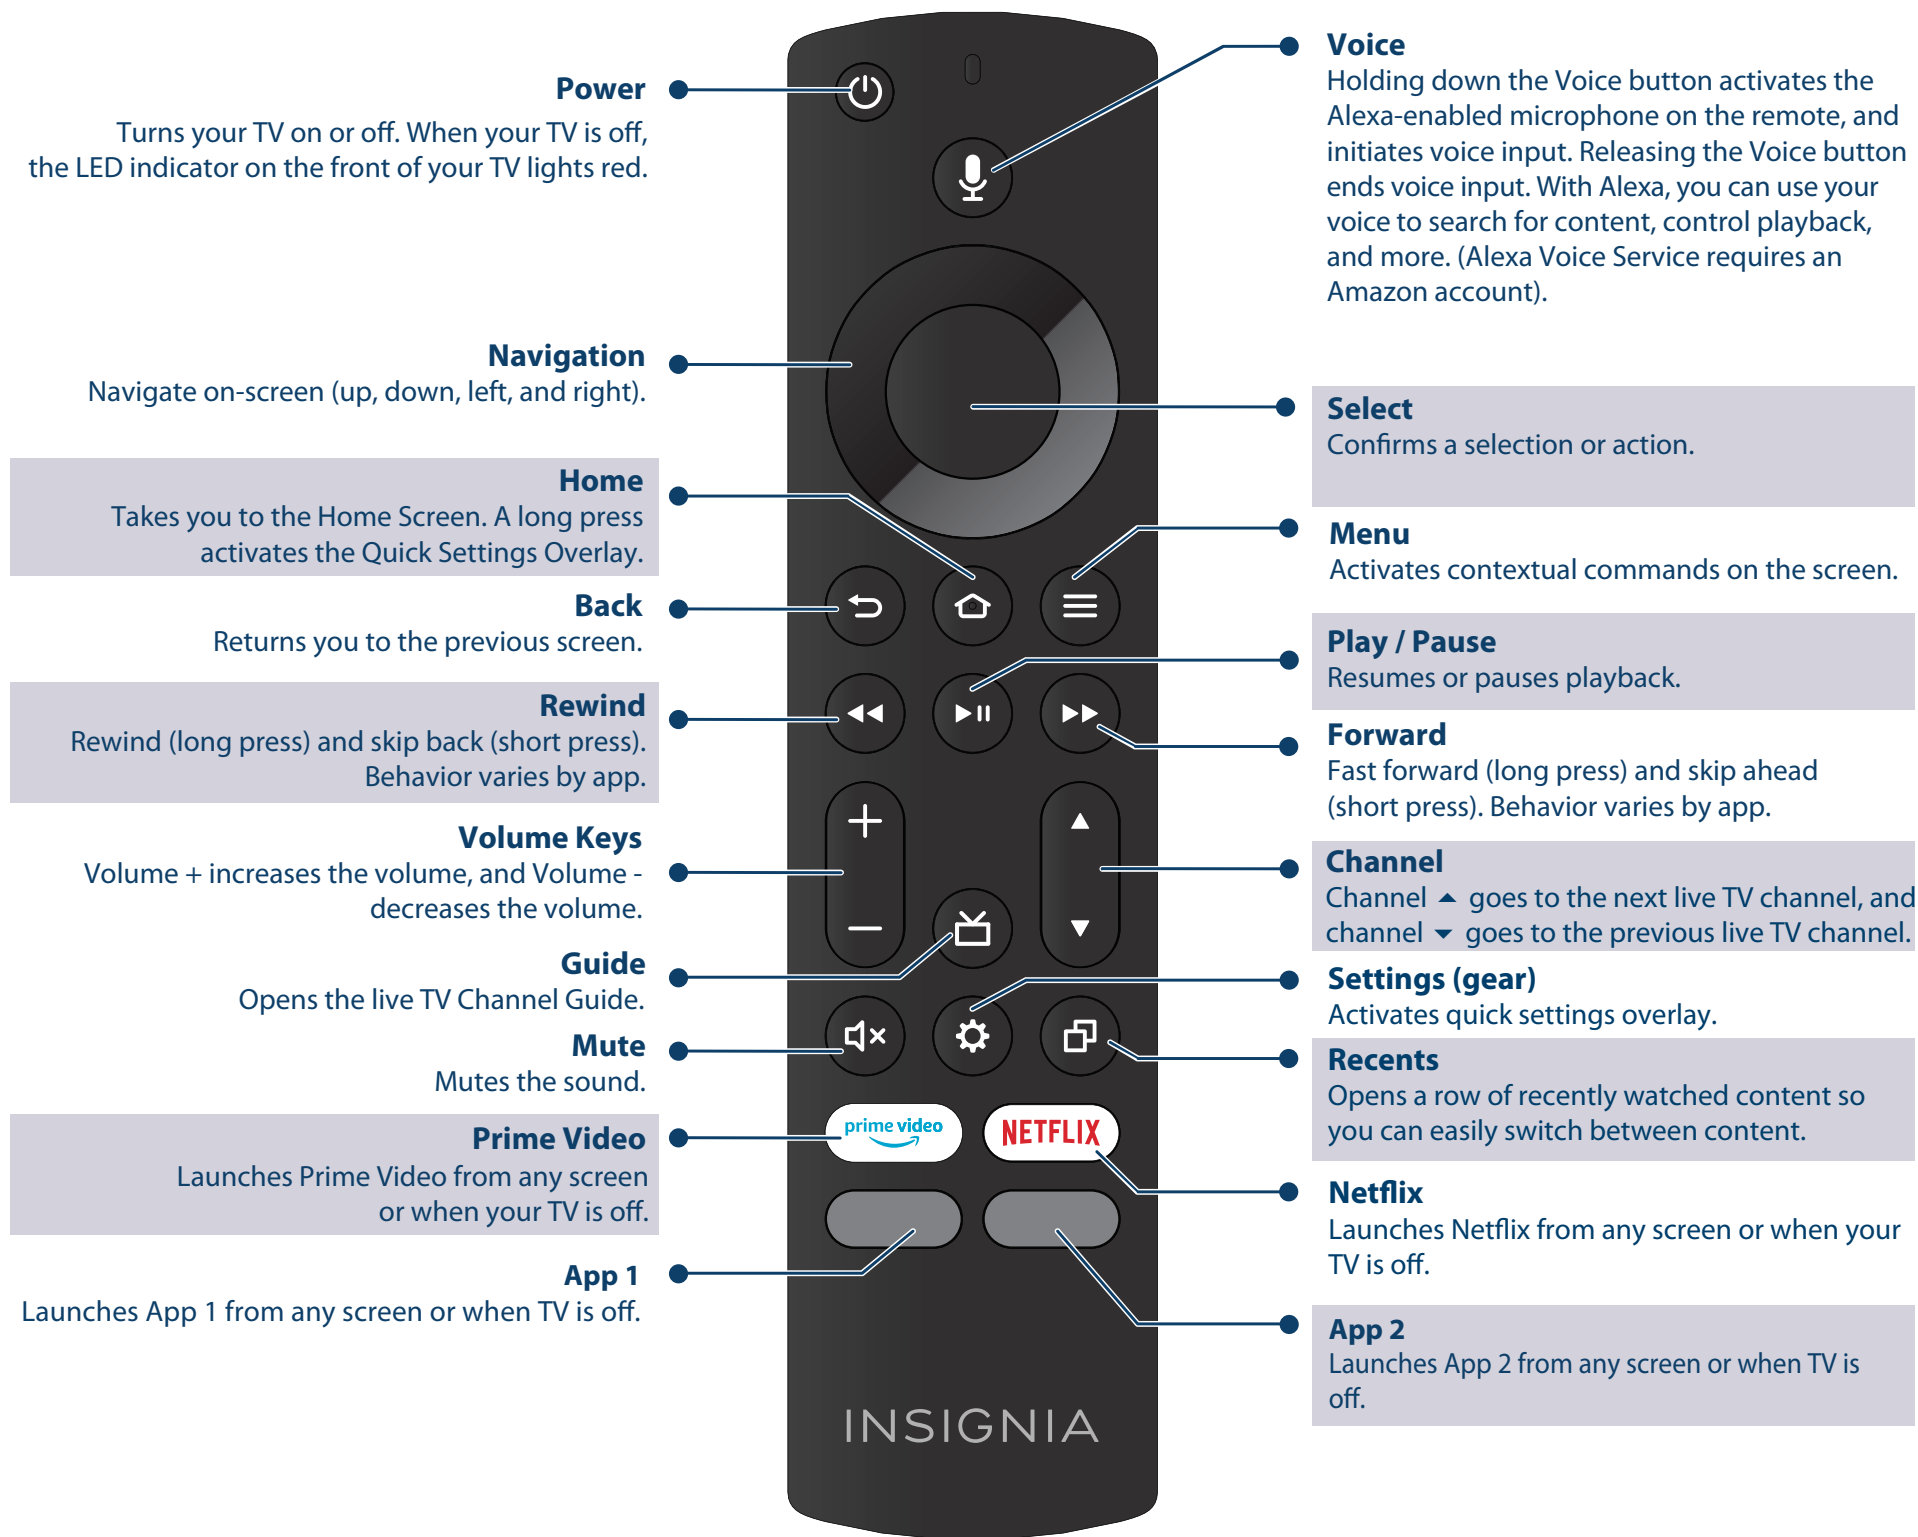 Power
Turns your TV on or off. When your TV is off,
the LED indicator on the front of your TV lights red.
Navigation
Navigate on-screen (up, down, left, and right).
Home
Takes you to the Home Screen. A long press
activates the Quick Settings Overlay.
Back
Returns you to the previous screen.
Rewind
Rewind (long press) and skip back (short press).
Behavior varies by app.
Volume Keys
Volume + increases the volume, and Volume -
decreases the volume.
Guide
Opens the live TV Channel Guide.
Mute
Mutes the sound.
Prime Video
Launches Prime Video from any screen
or when your TV is off.
App 1
Launches App 1 from any screen or when TV is off.
prime video
NETFLIX
INSIGNIA
Voice
Holding down the Voice button activates the
Alexa-enabled microphone on the remote, and
initiates voice input. Releasing the Voice button
ends voice input. With Alexa, you can use your
voice to search for content, control playback,
and more. (Alexa Voice Service requires an
Amazon account).
Select
Confirms a selection or action.
Menu
Activates contextual commands on the screen.
Play / Pause
Resumes or pauses playback.
Forward
Fast forward (long press) and skip ahead
(short press). Behavior varies by app.
Channel
Channel ▲ goes to the next live TV channel, and
channel ▼ goes to the previous live TV channel.
Settings (gear)
Activates quick settings overlay.
Recents
Opens a row of recently watched content so
you can easily switch between content.
Netflix
Launches Netflix from any screen or when your
TV is off.
App 2
Launches App 2 from any screen or when TV is
off.